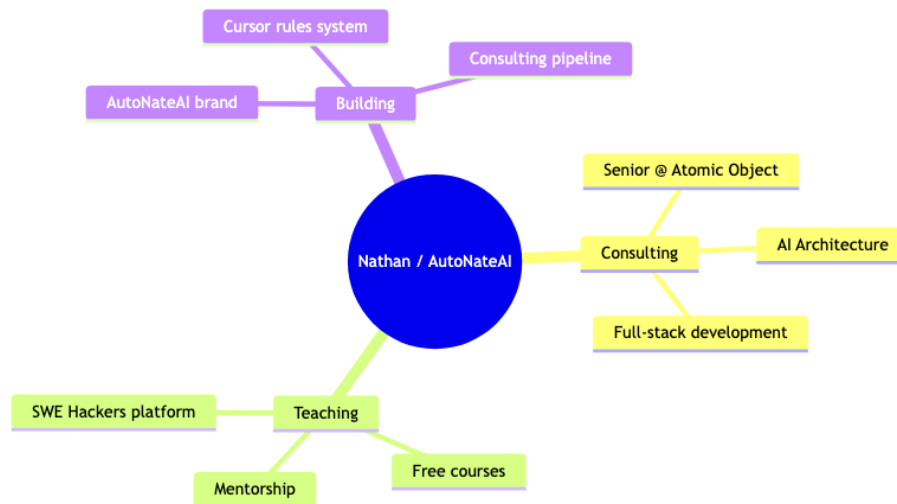 Cursor rules system
Consulting pipeline
AutoNateAI brand
Building
Senior @ Atomic Object
Nathan / AutoNateAI
Consulting
AI Architecture
Full-stack development
SWE Hackers platform
Teaching
Free courses
Mentorship